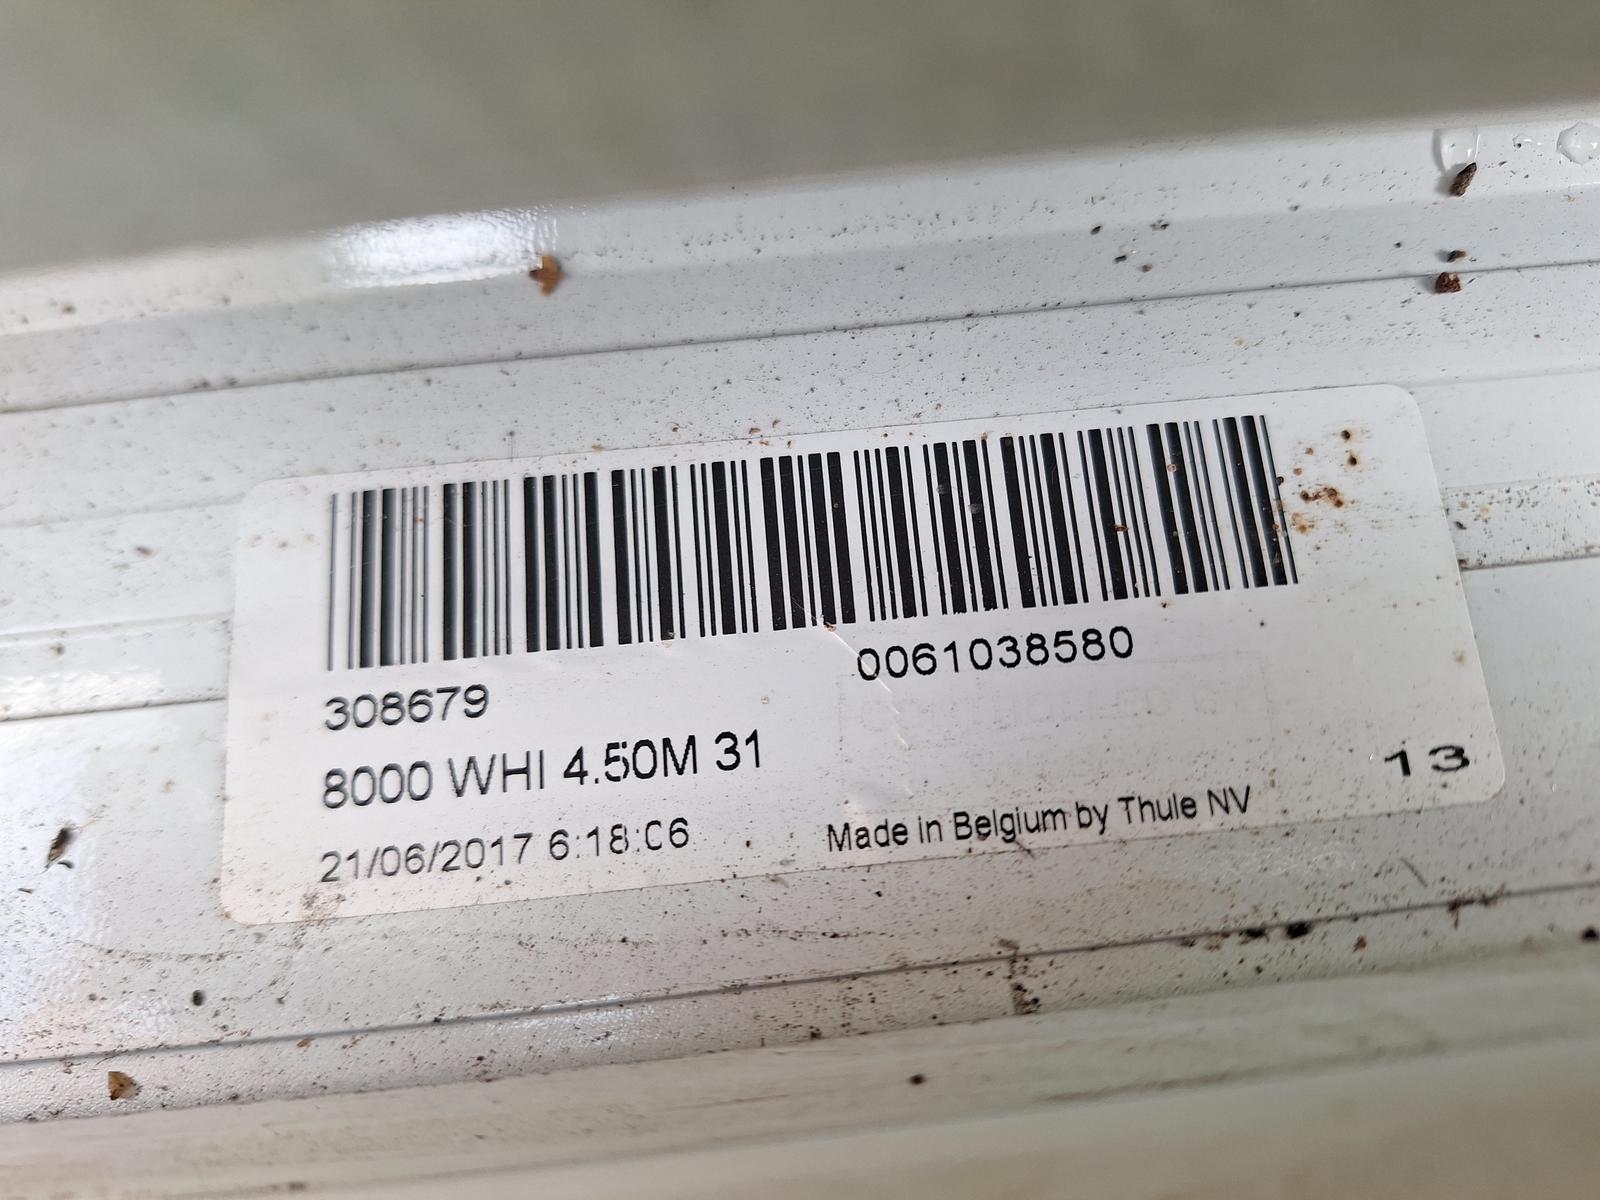 0061038580
308679
8000 WHI 4.50M 31
13
21/06/2017 6:18:06
Made in Belgium by Thule NV